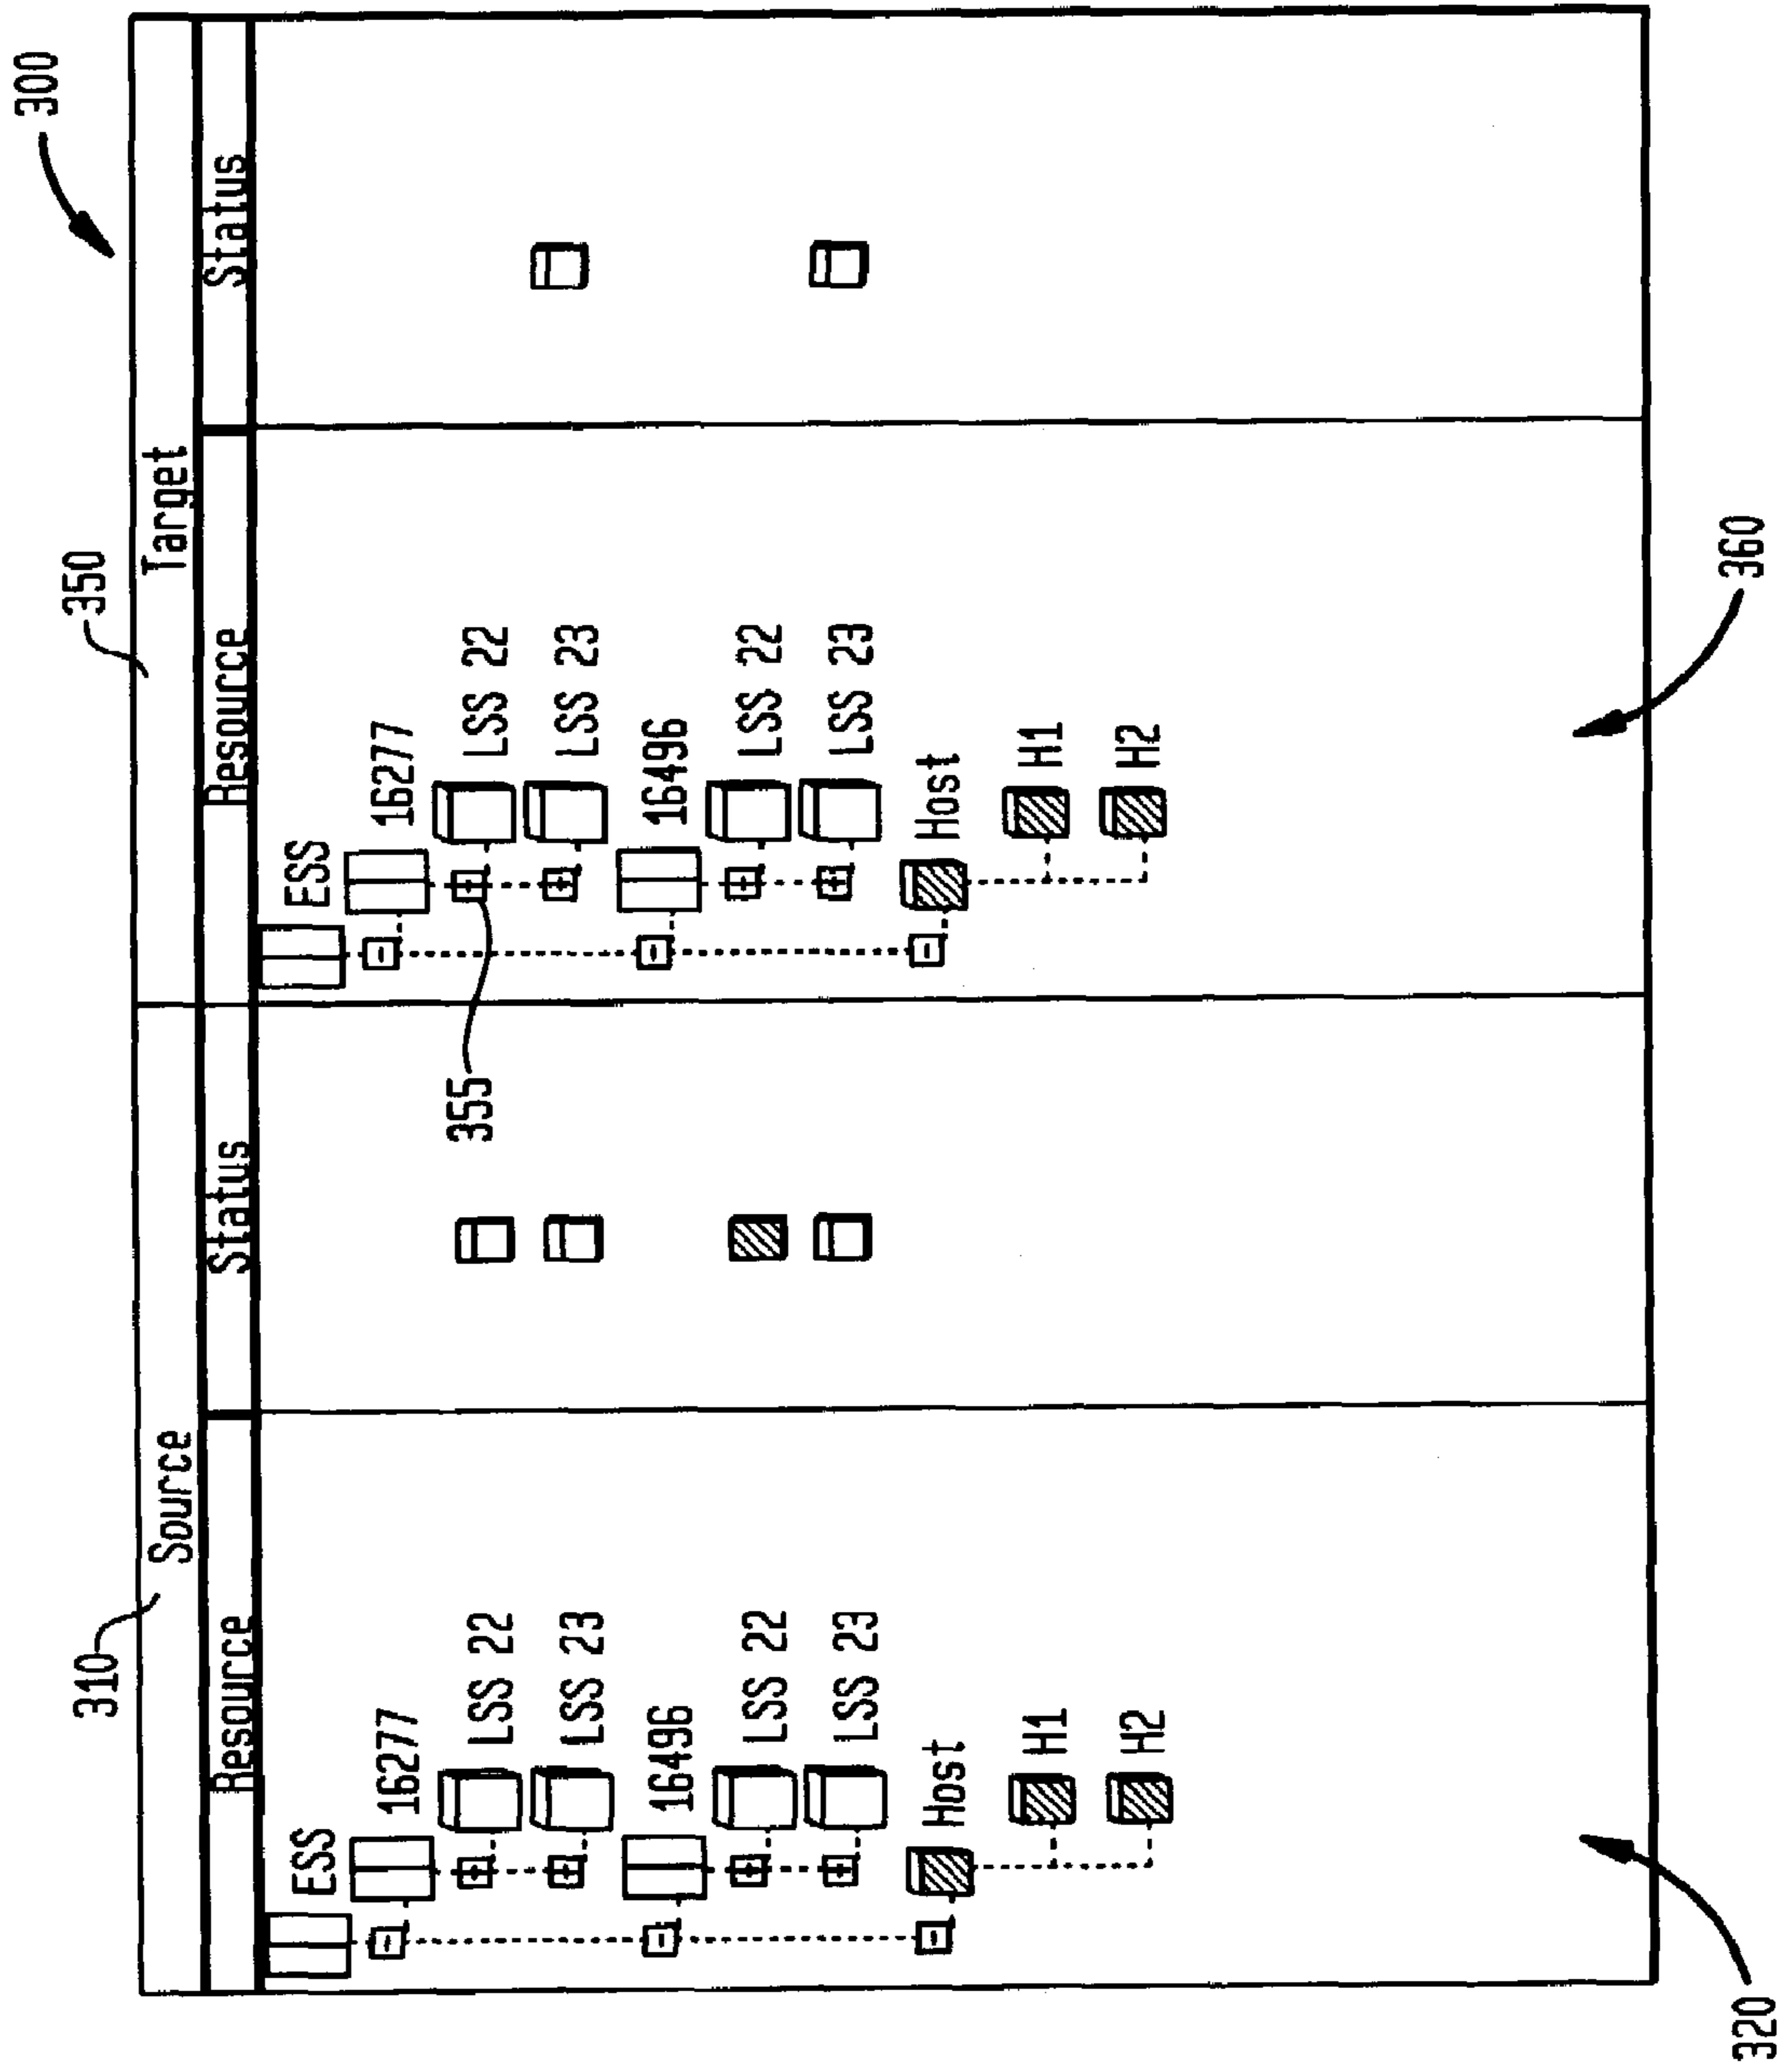 300
310
350
Source
Target
Resource
Status
Resource
Status
ESS
16277
LSS 22
LSS 23
16496
LSS 22
LSS 23
Host
H1
H2
320
355
ESS
16277
LSS 22
LSS 23
16496
LSS 22
LSS 23
Host
H1
H2
360